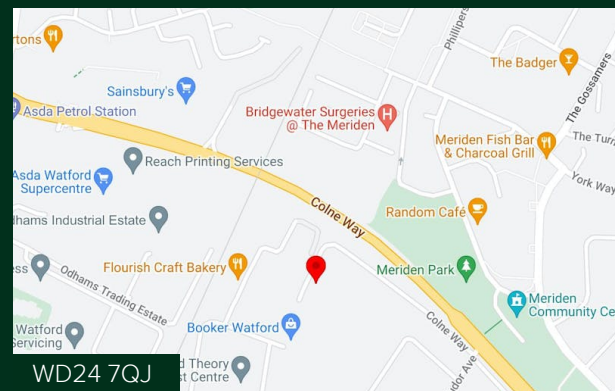 rtons
Sainsbury's
Asda Petrol Station
Phillipers
The Badger
The Gossamers
Bridgewater Surgeries
@ The Meriden
Meriden Fish Bar
& Charcoal Grill
The Turn
York Way
Reach Printing Services
Asda Watford
Supercentre
Colne Way
Random Café
dhams Industrial Estate
Flourish Craft Bakery
Meriden Park
ess
Odhams Trading Estate
Meriden
Community Ce
Booker Watford
Colne Way
Watford
Servicing
d Theory
st Centre
dor Ave
WD24 7QJ